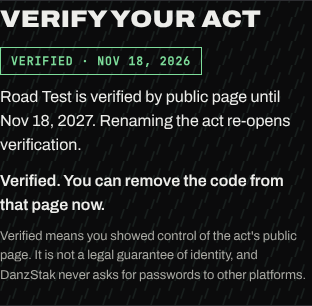 VERIFY YOUR ACT
VERIFIED · NOV 18, 2026
Road Test is verified by public page until
Nov 18, 2027. Renaming the act re-opens
verification.
Verified. You can remove the code from
that page now.
Verified means you showed control of the act's public
page. It is not a legal guarantee of identity, and
DanzStak never asks for passwords to other platforms.